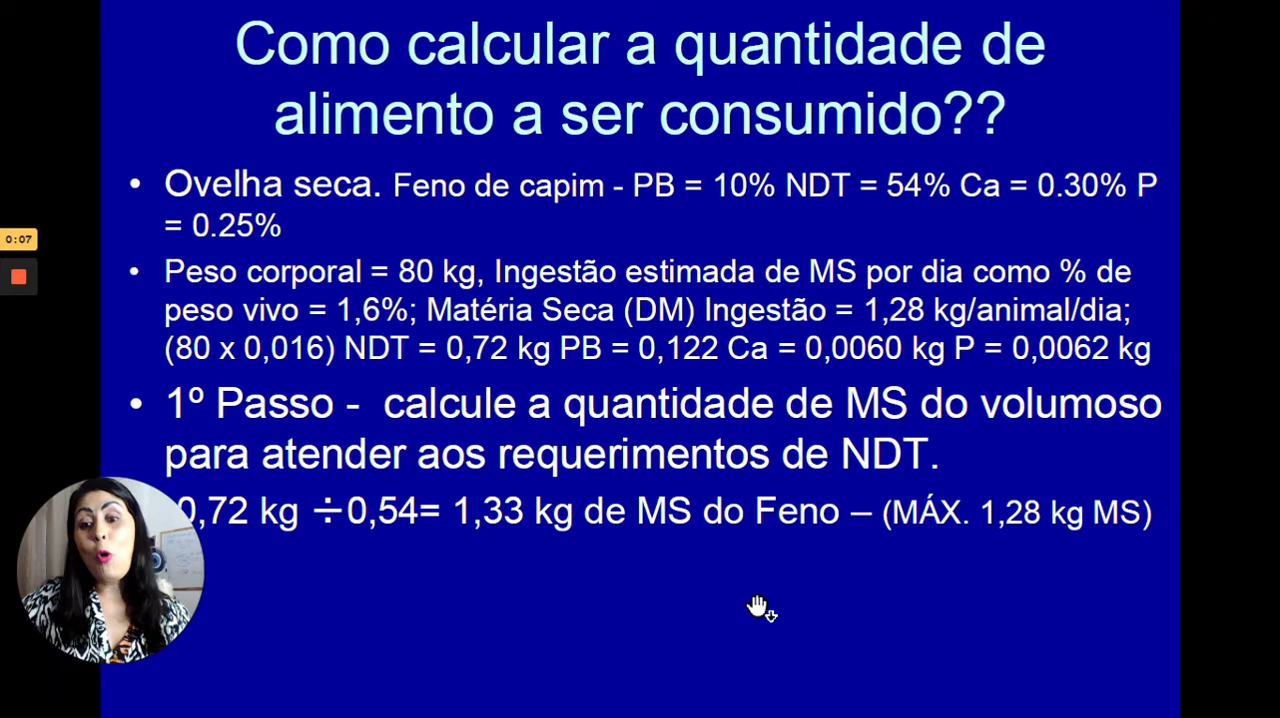 Como calcular a quantidade de
alimento a ser consumido??
• Ovelha seca. Feno de capim - PB = 10% NDT = 54% Ca = 0.30% P
= 0.25%
• Peso corporal = 80 kg, Ingestão estimada de MS por dia como % de
peso vivo = 1,6%; Matéria Seca (DM) Ingestão = 1,28 kg/animal/dia;
(80 x 0,016) NDT = 0,72 kg PB = 0,122 Ca = 0,0060 kg P = 0,0062 kg
• 1º Passo - calcule a quantidade de MS do volumoso
para atender aos requerimentos de NDT.
0,72 kg ÷0,54= 1,33 kg de MS do Feno – (MÁX. 1,28 kg MS)
0:07